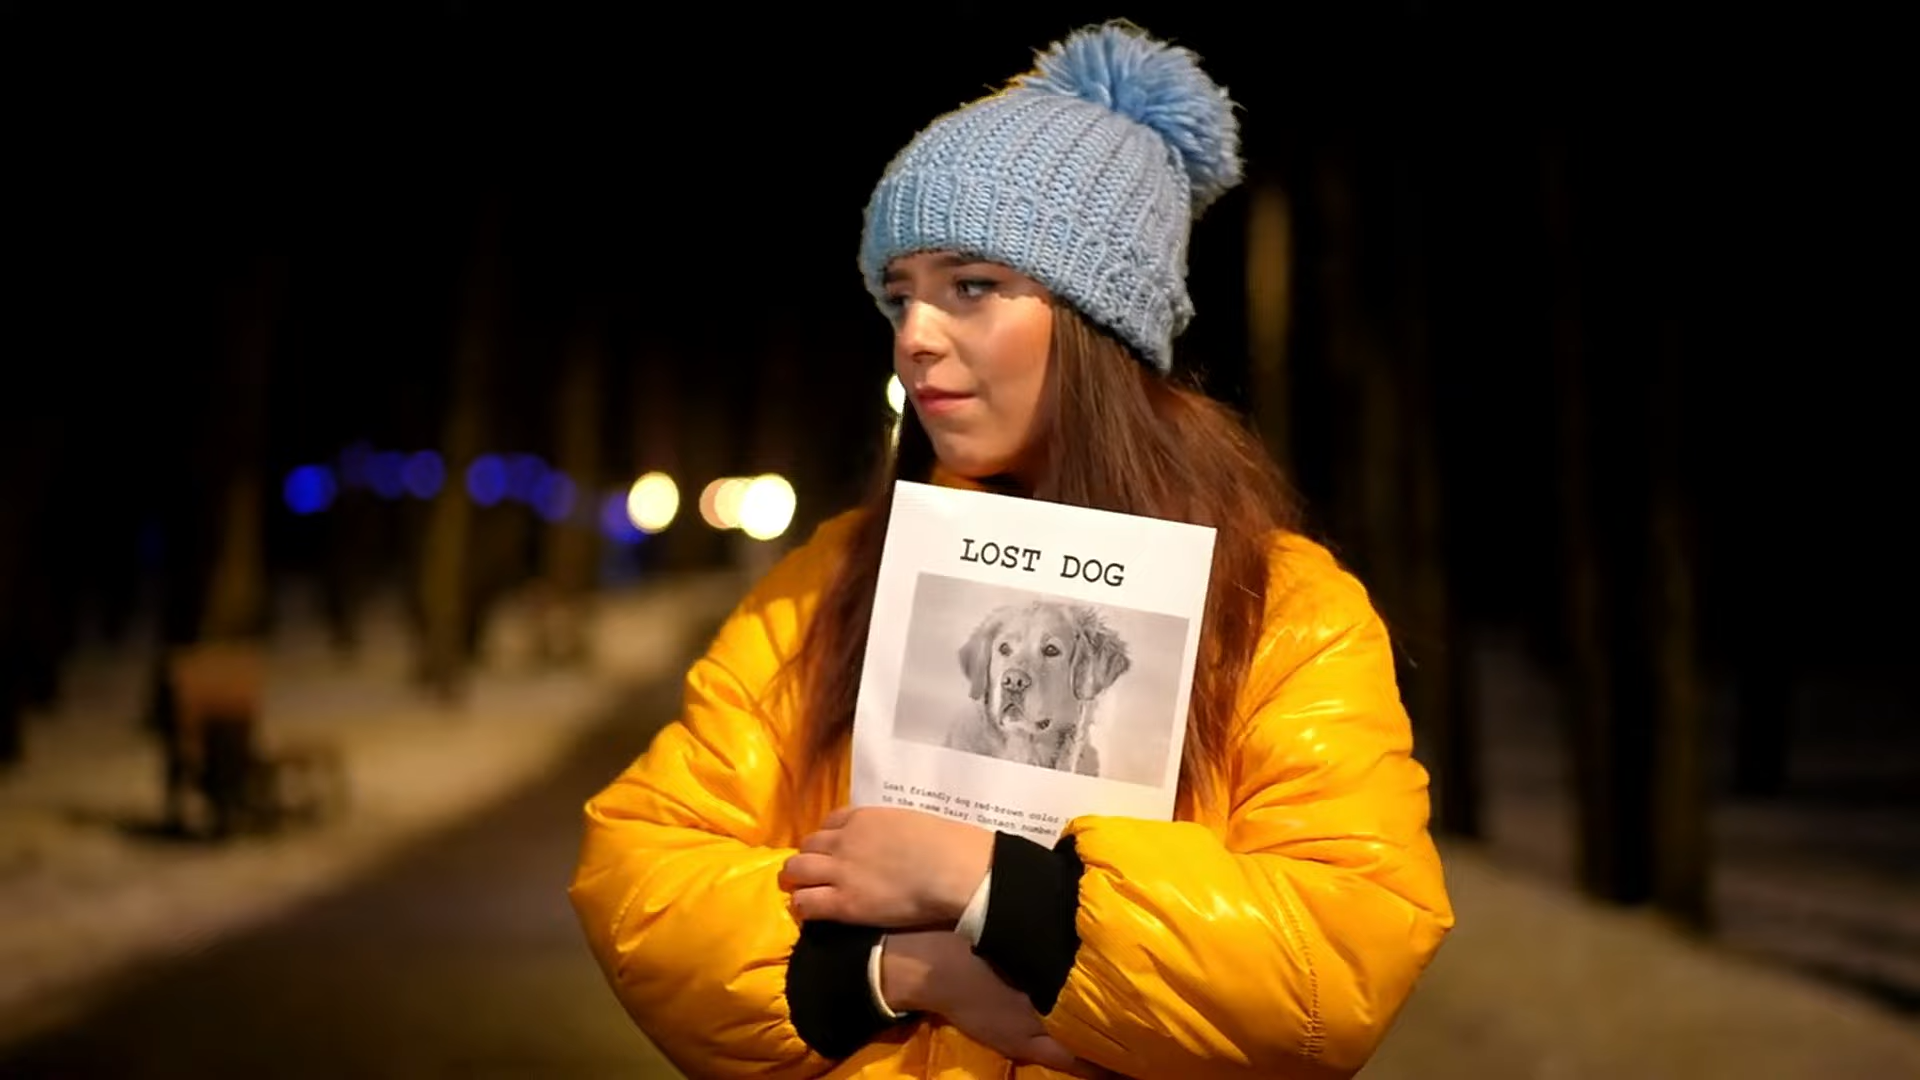 LOST DOG
Lost friendly dog red-brown color
to the name Daisy. Contact number